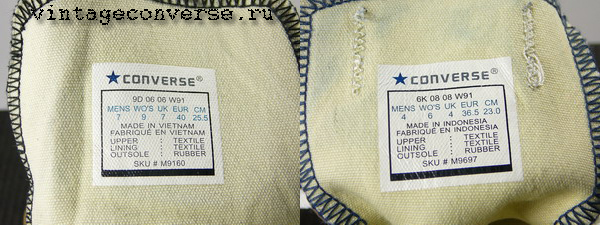 vintageconverse.ru
★CONVERSE®
9D 06 06 W91
MENS WO'S UK EUR CM
7 9 7 40 25.5
MADE IN VIETNAM
FABRIQUÉ EN VIETNAM
UPPER : TEXTILE
LINING : TEXTILE
OUTSOLE : RUBBER
SKU # M9160
★CONVERSE®
6K 08 08 W91
MENS WO'S UK EUR CM
4 6 4 36.5 23.0
MADE IN INDONESIA
FABRIQUÉ EN INDONESIA
UPPER : TEXTILE
LINING : TEXTILE
OUTSOLE : RUBBER
SKU # M9697